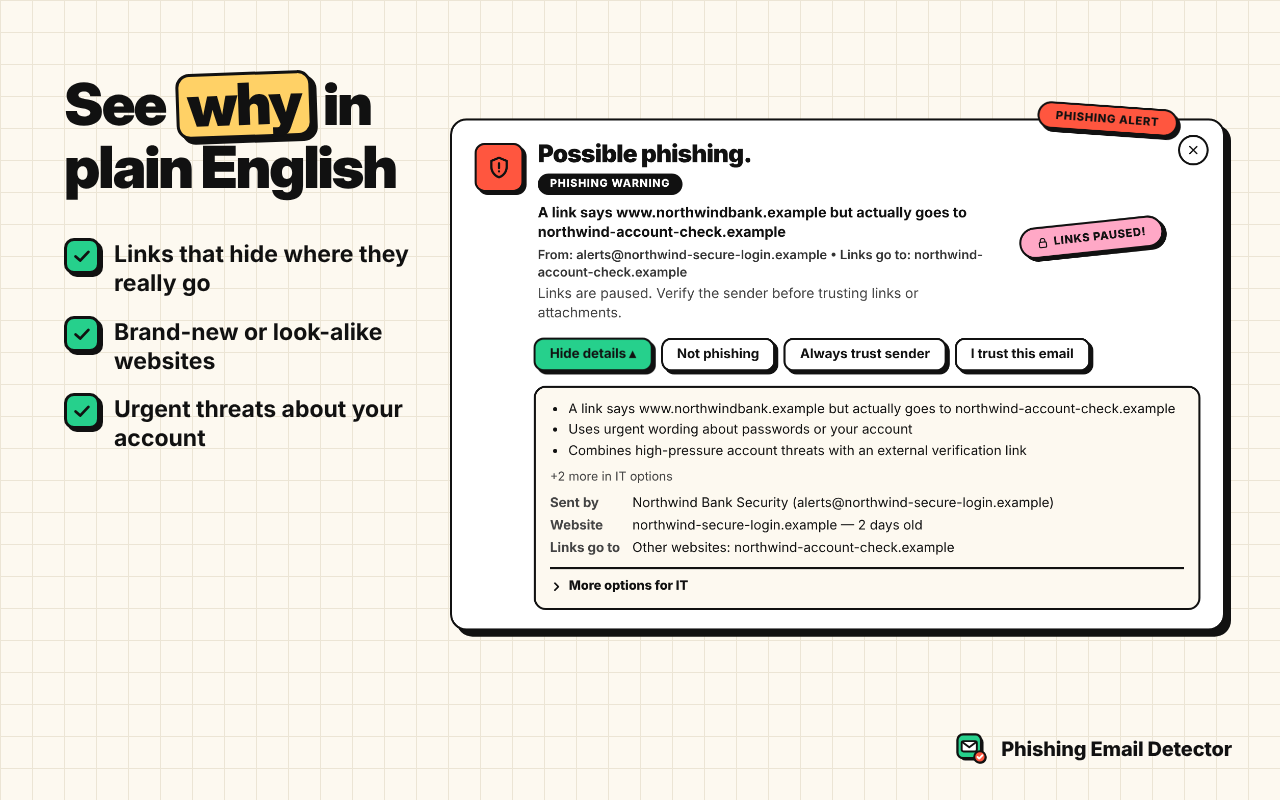 See why in
plain English
Links that hide where they
really go
Brand-new or look-alike
websites
Urgent threats about your
account
PHISHING ALERT
Possible phishing.
PHISHING WARNING
A link says www.northwindbank.example but actually goes to
northwind-account-check.example
LINKS PAUSED!
From: alerts@northwind-secure-login.example • Links go to: northwind-
account-check.example
Links are paused. Verify the sender before trusting links or
attachments.
Hide details ▴ Not phishing Always trust sender I trust this email
• A link says www.northwindbank.example but actually goes to northwind-account-check.example
• Uses urgent wording about passwords or your account
• Combines high-pressure account threats with an external verification link
+2 more in IT options
Sent by Northwind Bank Security (alerts@northwind-secure-login.example)
Website northwind-secure-login.example — 2 days old
Links go to Other websites: northwind-account-check.example
More options for IT
Phishing Email Detector